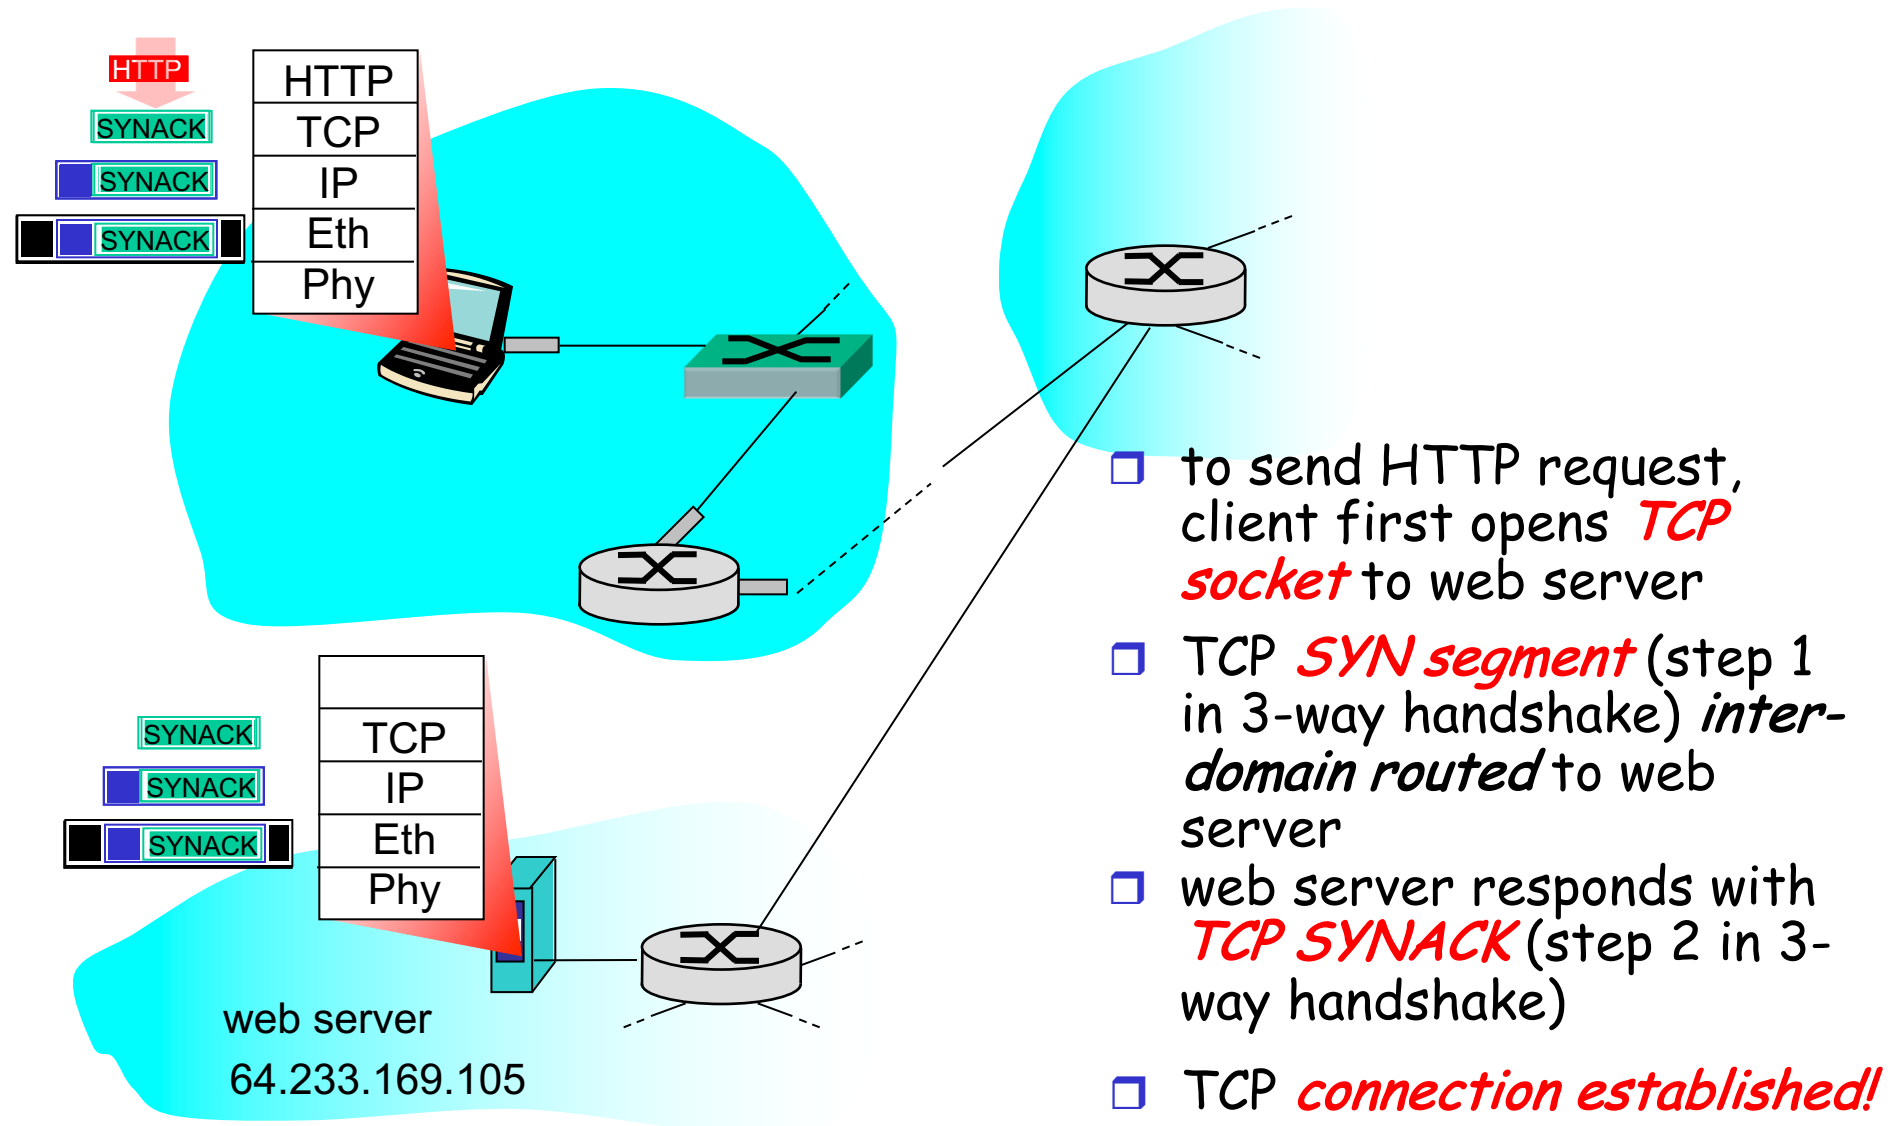 HTTP
SYNACK
SYNACK
SYNACK
HTTP
TCP
IP
Eth
Phy
SYNACK
SYNACK
SYNACK
TCP
IP
Eth
Phy
web server
64.233.169.105
to send HTTP request,
client first opens TCP
socket to web server
TCP SYN segment (step 1
in 3-way handshake) inter-
domain routed to web
server
web server responds with
TCP SYNACK (step 2 in 3-
way handshake)
TCP connection established!